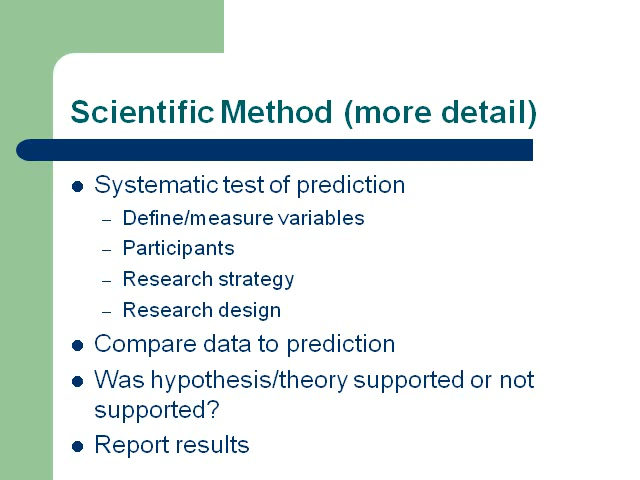 Scientific Method (more detail)
● Systematic test of prediction
– Define/measure variables
– Participants
– Research strategy
– Research design
● Compare data to prediction
● Was hypothesis/theory supported or not
supported?
● Report results